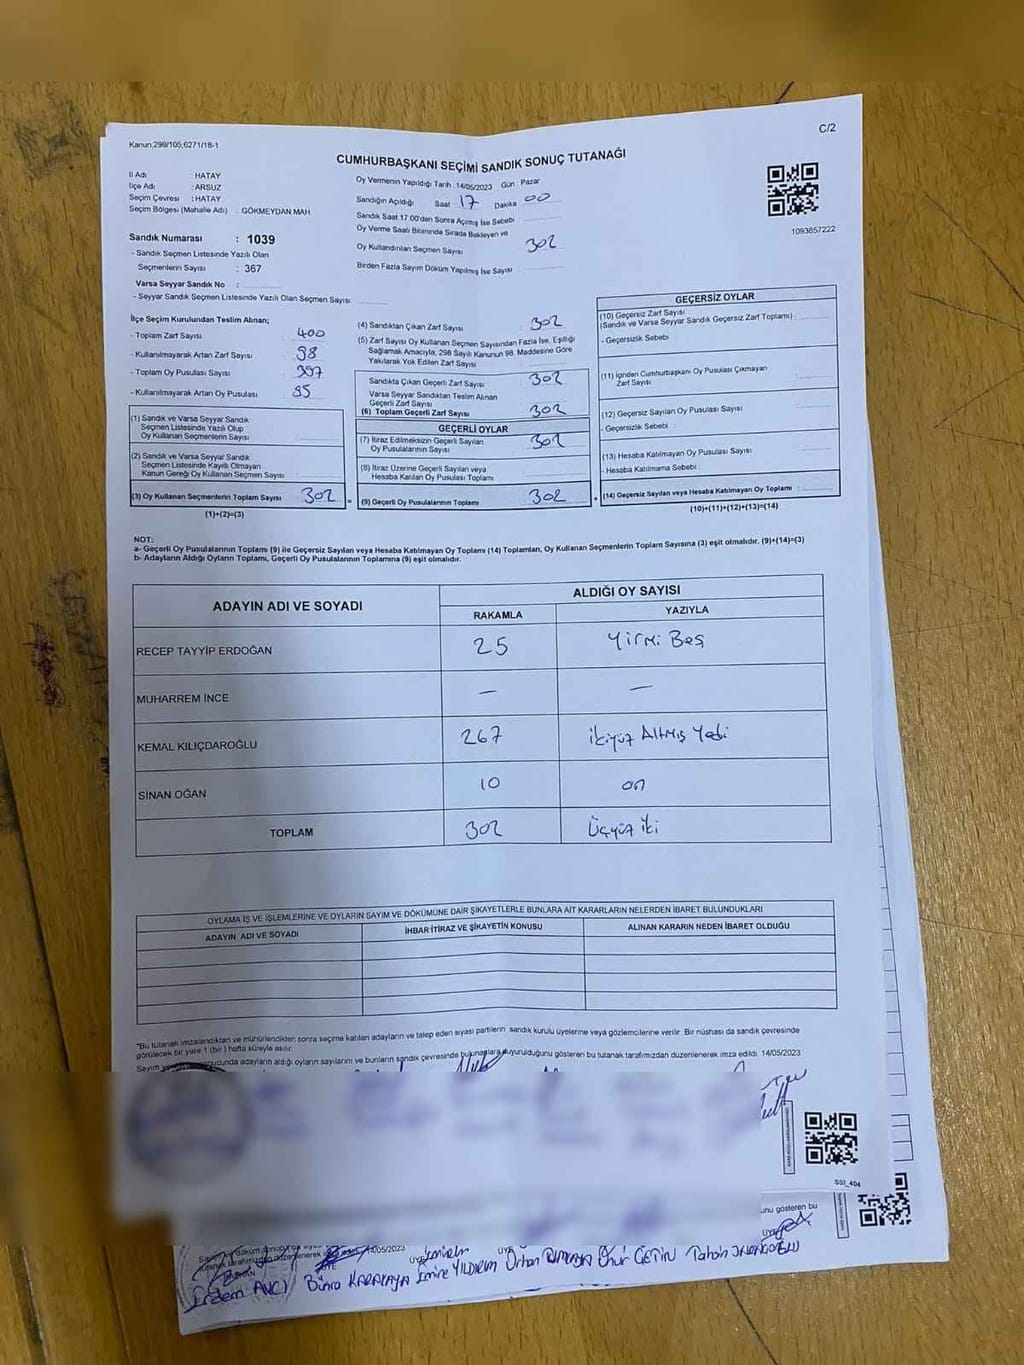 C/2
Kanun;298/105;6271/18-1
CUMHURBAŞKANI SEÇİMİ SANDIK SONUÇ TUTANAĞI
İl Adı : HATAY
İlçe Adı : ARSUZ
Seçim Çevresi : HATAY
Seçim Bölgesi (Mahalle Adı) : GÖKMEYDAN MAH
Sandık Numarası : 1039
- Sandık Seçmen Listesinde Yazılı Olan
Seçmenlerin Sayısı : 367
Varsa Seyyar Sandık No :
- Seyyar Sandık Seçmen Listesinde Yazılı Olan Seçmen Sayısı:
Oy Vermenin Yapıldığı Tarih :14/05/2023 Gün : Pazar
Sandığın Açıldığı Saat 17 Dakika 00
Sandık Saat 17.00'den Sonra Açımış İse Sebebi
Oy Verme Saati Bitiminde Sırada Bekleyen ve
Oy Kullandırılan Seçmen Sayısı 302
Birden Fazla Sayım Döküm Yapılmış İse Sayısı
1093857222
İlçe Seçim Kurulundan Teslim Alınan;
- Toplam Zarf Sayısı : 400
- Kullanılmayarak Artan Zarf Sayısı : 98
- Toplam Oy Pusulası Sayısı : 397
- Kullanılmayarak Artan Oy Pusulası : 95
(1) Sandık ve Varsa Seyyar Sandık
Seçmen Listesinde Yazılı Olup
Oy Kullanan Seçmenlerin Sayısı :
(2) Sandık ve Varsa Seyyar Sandık
Seçmen Listesinde Kayıtlı Olmayan
Kanun Gereği Oy Kullanan Seçmen Sayısı :
(3) Oy Kullanan Seçmenlerin Toplam Sayısı : 302 =
(1)+(2)=(3)
(4) Sandıktan Çıkan Zarf Sayısı : 302
(5) Zarf Sayısı Oy Kullanan Seçmen Sayısından Fazla İse, Eşitliği
Sağlamak Amacıyla, 298 Sayılı Kanunun 98. Maddesine Göre
Yakılarak Yok Edilen Zarf Sayısı
Sandıkta Çıkan Geçerli Zarf Sayısı : 302
Varsa Seyyar Sandıktan Teslim Alınan
Geçerli Zarf Sayısı
(6) Toplam Geçerli Zarf Sayısı : 302
GEÇERLİ OYLAR
(7) İtiraz Edilmeksizin Geçerli Sayılan
Oy Pusulalarının Sayısı : 302
(8) İtiraz Üzerine Geçerli Sayılan veya
Hesaba Katılan Oy Pusulası Toplamı
(9) Geçerli Oy Pusulalarının Toplamı : 302 +
GEÇERSİZ OYLAR
(10) Geçersiz Zarf Sayısı
(Sandık ve Varsa Seyyar Sandık Geçersiz Zarf Toplamı) :
- Geçersizlik Sebebi :
(11) İçinden Cumhurbaşkanı Oy Pusulası Çıkmayan
Zarf Sayısı
(12) Geçersiz Sayılan Oy Pusulası Sayısı
- Geçersizlik Sebebi :
(13) Hesaba Katılmayan Oy Pusulası Sayısı
- Hesaba Katılmama Sebebi :
(14) Geçersiz Sayılan veya Hesaba Katılmayan Oy Toplamı :
(10)+(11)+(12)+(13)=(14)
NOT:
a- Geçerli Oy Pusulalarının Toplamı (9) ile Geçersiz Sayılan veya Hesaba Katılmayan Oy Toplamı (14) Toplamları, Oy Kullanan Seçmenlerin Toplam Sayısına (3) eşit olmalıdır. (9)+(14)=(3)
b- Adayların Aldığı Oyların Toplamı, Geçerli Oy Pusulalarının Toplamına (9) eşit olmalıdır.
ADAYIN ADI VE SOYADI ALDIĞI OY SAYISI
RAKAMLA YAZIYLA
RECEP TAYYİP ERDOĞAN 25 Yirmi Beş
MUHARREM İNCE — —
KEMAL KILIÇDAROĞLU 267 İkiyüz Altmış Yedi
SİNAN OĞAN 10 on
TOPLAM 302 Üçyüz iki
OYLAMA İŞ VE İŞLEMLERİNE VE OYLARIN SAYIM VE DÖKÜMÜNE DAİR ŞİKAYETLERLE BUNLARA AİT KARARLARIN NELERDEN İBARET BULUNDUKLARI
ADAYIN ADI VE SOYADI İHBAR İTİRAZ VE ŞİKAYETİN KONUSU ALINAN KARARIN NEDEN İBARET OLDUĞU
"Bu tutanak imzalandıktan ve mühürlendikten sonra seçime katılan adayların ve talep eden siyasi partilerin sandık kurulu üyelerine veya gözlemcilerine verilir .Bir nüshası da sandık çevresinde
görülecek bir yere 1 (bir ) hafta süreyle asılır.
Sayım adayların aldığı oyların sayılarını ve bunların sandık çevresinde duyurulduğunu gösteren bu tutanak tarafımızdan düzenlenerek imza edildi. 14/05/2023
SSt_404
gösteren bu
ÜYE
Erdem AVCI Büşra KARAKAYA Emine YILDIRIM Orhan Onur ÇETİN